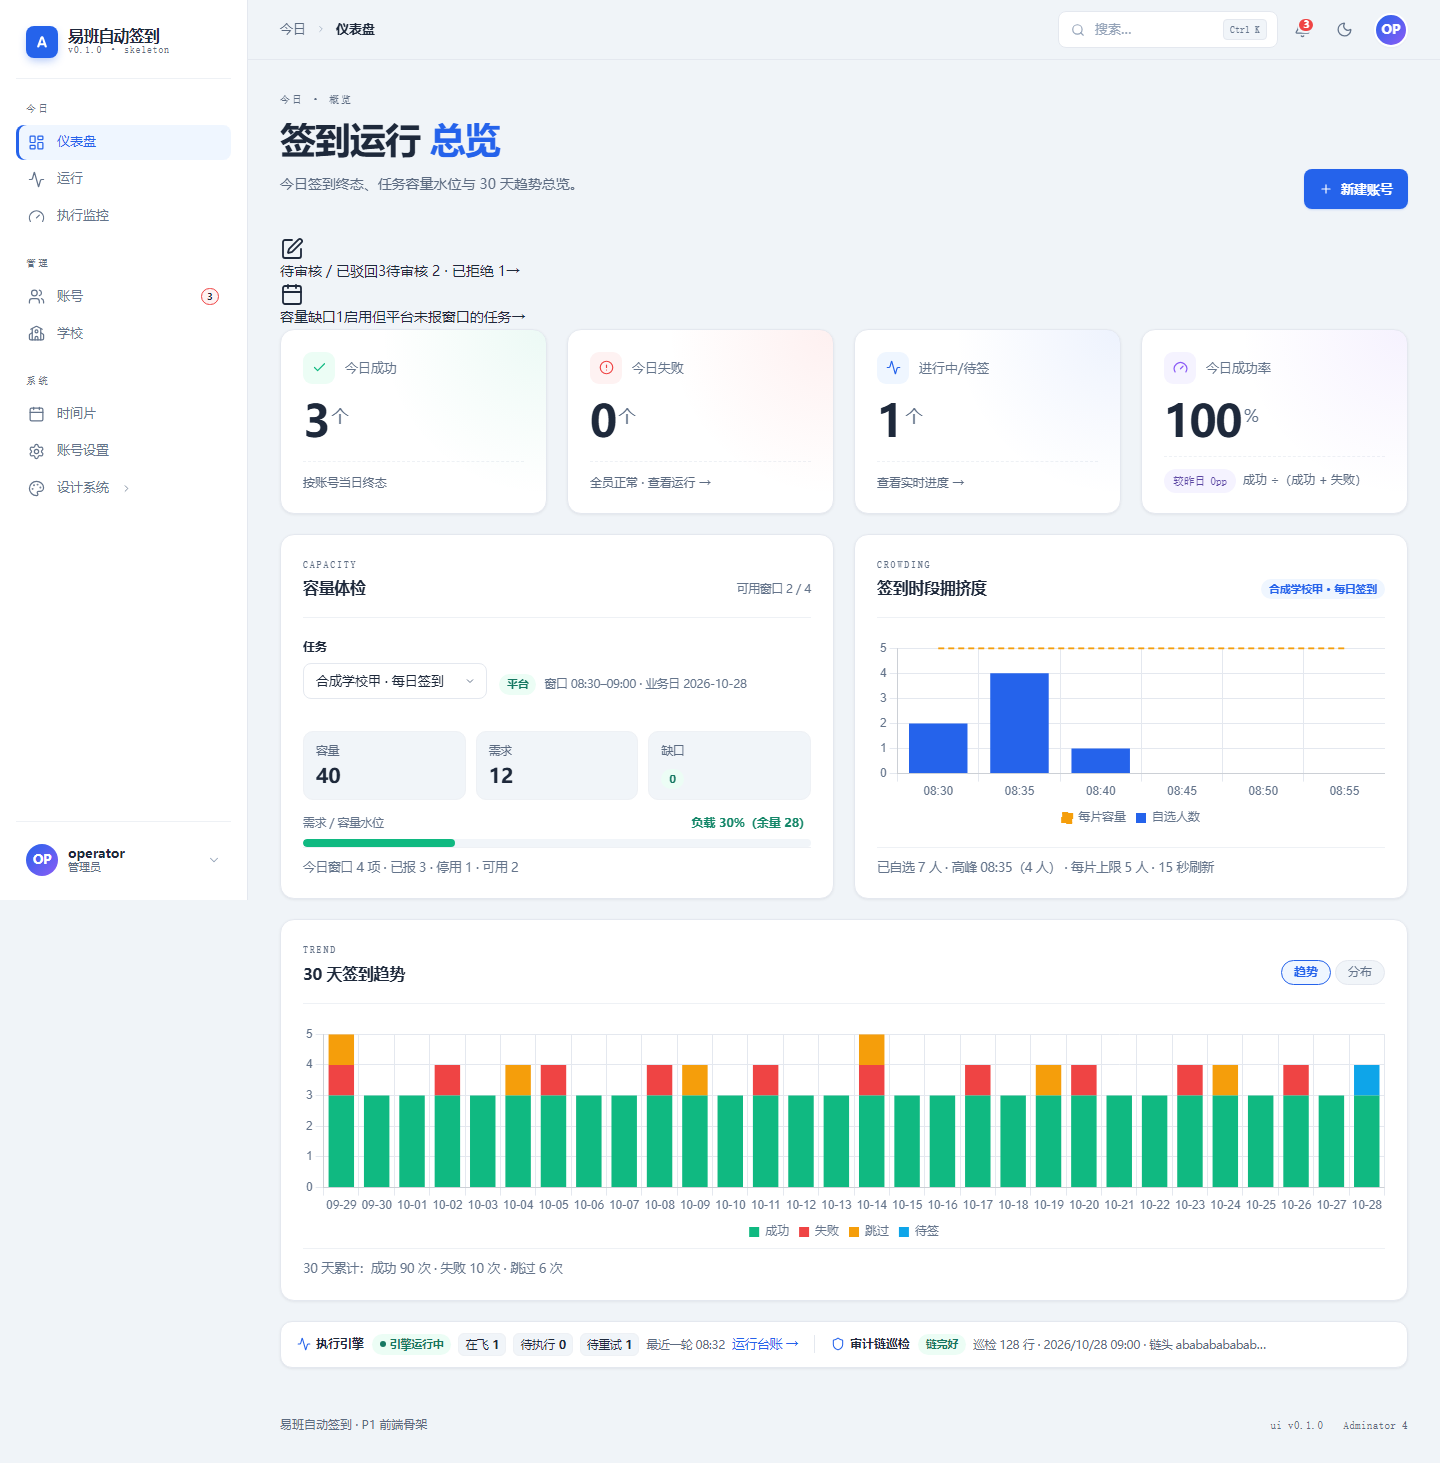 A
易班自动签到
v0.1.0 • skeleton
今日
仪表盘
运行
执行监控
管理
账号
3
学校
系统
时间片
账号设置
设计系统
OP
operator
管理员
今日
仪表盘
搜索...
Ctrl K
3
OP
今日 • 概览
签到运行 总览
今日签到终态、任务容量水位与 30 天趋势总览。
新建账号
待审核 / 已驳回3待审核 2 · 已拒绝 1→
容量缺口1启用但平台未报窗口的任务→
今日成功
3个
按账号当日终态
今日失败
0个
全员正常 · 查看运行 →
进行中/待签
1个
查看实时进度 →
今日成功率
100%
较昨日 0pp
成功 ÷（成功 + 失败）
CAPACITY
容量体检
可用窗口 2 / 4
任务
合成学校甲 · 每日签到
平台
窗口 08:30–09:00 · 业务日 2026-10-28
容量
40
需求
12
缺口
0
需求 / 容量水位
负载 30%（余量 28）
今日窗口 4 项 · 已报 3 · 停用 1 · 可用 2
CROWDING
签到时段拥挤度
合成学校甲 • 每日签到
5
4
3
2
1
0
08:30 08:35 08:40 08:45 08:50 08:55
每片容量 自选人数
已自选 7 人 · 高峰 08:35（4 人） · 每片上限 5 人 · 15 秒刷新
TREND
30 天签到趋势
趋势
分布
5
4
3
2
1
0
09-29 09-30 10-01 10-02 10-03 10-04 10-05 10-06 10-07 10-08 10-09 10-10 10-11 10-12 10-13 10-14 10-15 10-16 10-17 10-18 10-19 10-20 10-21 10-22 10-23 10-24 10-25 10-26 10-27 10-28
成功 失败 跳过 待签
30 天累计：成功 90 次 · 失败 10 次 · 跳过 6 次
执行引擎
引擎运行中
在飞 1
待执行 0
待重试 1
最近一轮 08:32
运行台账 →
审计链巡检
链完好
巡检 128 行 · 2026/10/28 09:00 · 链头 abababababab...
易班自动签到 · P1 前端骨架
ui v0.1.0
Adminator 4